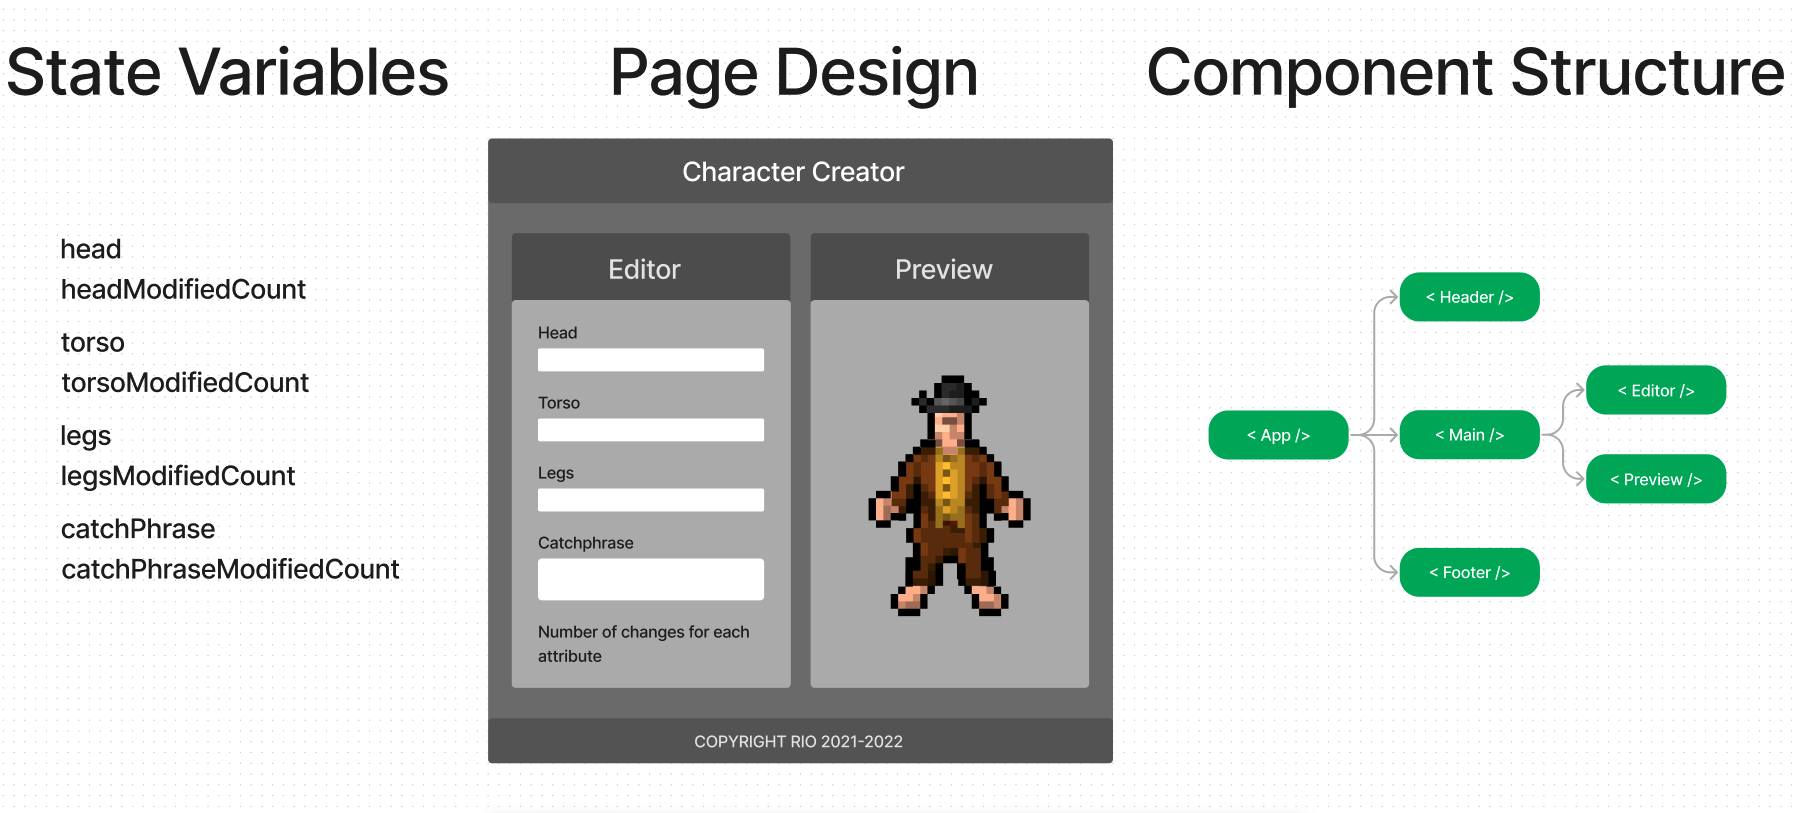 State Variables
Page Design
Component Structure
head
headModifiedCount
torso
torsoModifiedCount
legs
legsModifiedCount
catchPhrase
catchPhraseModifiedCount
Character Creator
Editor
Head
Torso
Legs
Catchphrase
Number of changes for each
attribute
Preview
COPYRIGHT RIO 2021-2022
< App />
< Header />
< Main />
< Footer />
< Editor />
< Preview />